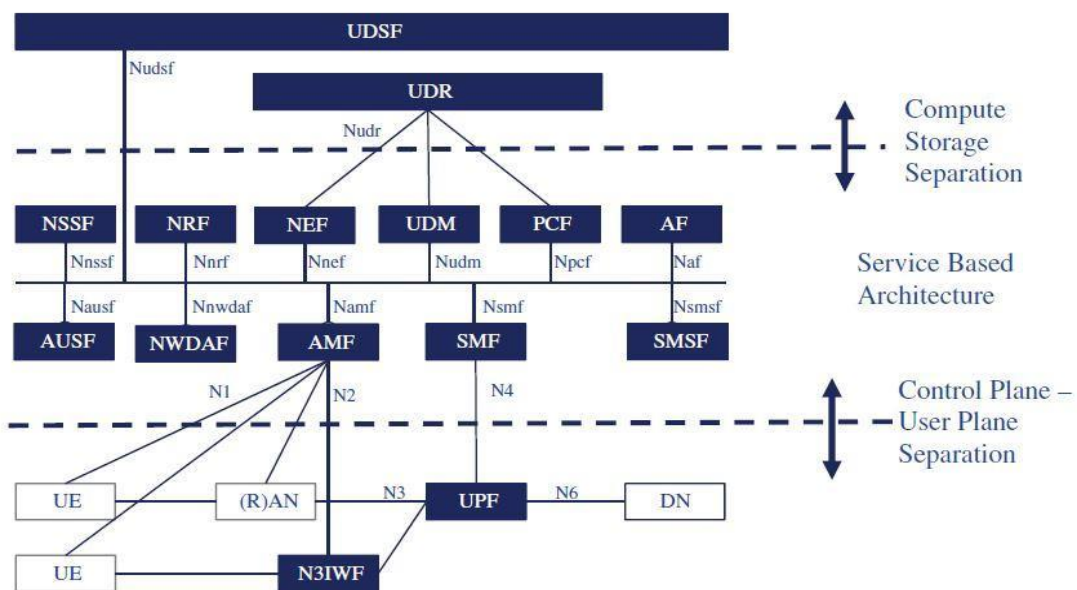 UDSF
Nudsf
UDR
Nudr
Compute
Storage
Separation
NSSF
NRF
NEF
UDM
PCF
AF
Nnssf
Nnrf
Nnef
Nudm
Npcf
Naf
Service Based
Architecture
Nausf
Nnwdaf
Namf
Nsmf
Nsmsf
AUSF
NWDAF
AMF
SMF
SMSF
N1
N2
N4
Control Plane –
User Plane
Separation
UE
(R)AN
N3
UPF
N6
DN
UE
N3IWF